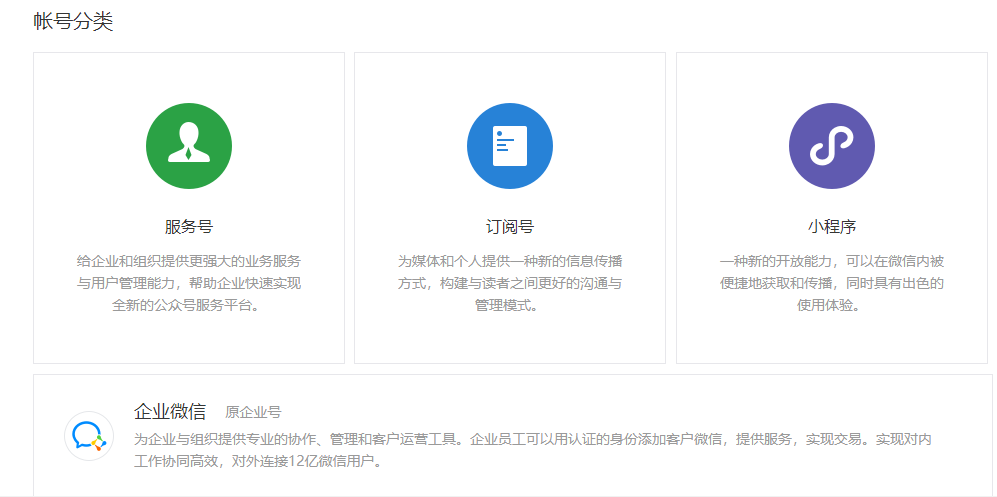 帐号分类
服务号
给企业和组织提供更强大的业务服务
与用户管理能力，帮助企业快速实现
全新的公众号服务平台。
订阅号
为媒体和个人提供一种新的信息传播
方式，构建与读者之间更好的沟通与
管理模式。
小程序
一种新的开放能力，可以在微信内被
便捷地获取和传播，同时具有出色的
使用体验。
企业微信 原企业号
为企业与组织提供专业的协作、管理和客户运营工具。企业员工可以用认证的身份添加客户微信，提供服务，实现交易。实现对内
工作协同高效，对外连接12亿微信用户。